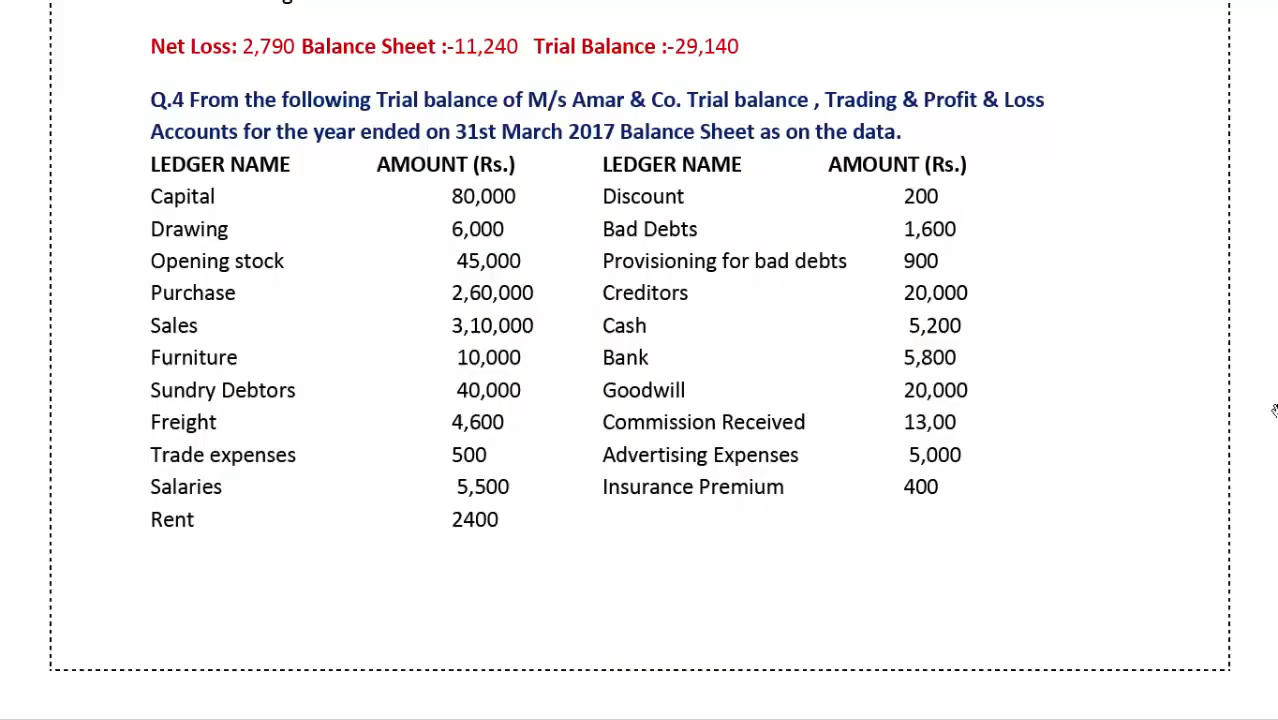 Net Loss: 2,790 Balance Sheet :-11,240 Trial Balance :-29,140
Q.4 From the following Trial balance of M/s Amar & Co. Trial balance , Trading & Profit & Loss
Accounts for the year ended on 31st March 2017 Balance Sheet as on the data.
LEDGER NAME AMOUNT (Rs.) LEDGER NAME AMOUNT (Rs.)
Capital 80,000 Discount 200
Drawing 6,000 Bad Debts 1,600
Opening stock 45,000 Provisioning for bad debts 900
Purchase 2,60,000 Creditors 20,000
Sales 3,10,000 Cash 5,200
Furniture 10,000 Bank 5,800
Sundry Debtors 40,000 Goodwill 20,000
Freight 4,600 Commission Received 13,00
Trade expenses 500 Advertising Expenses 5,000
Salaries 5,500 Insurance Premium 400
Rent 2400